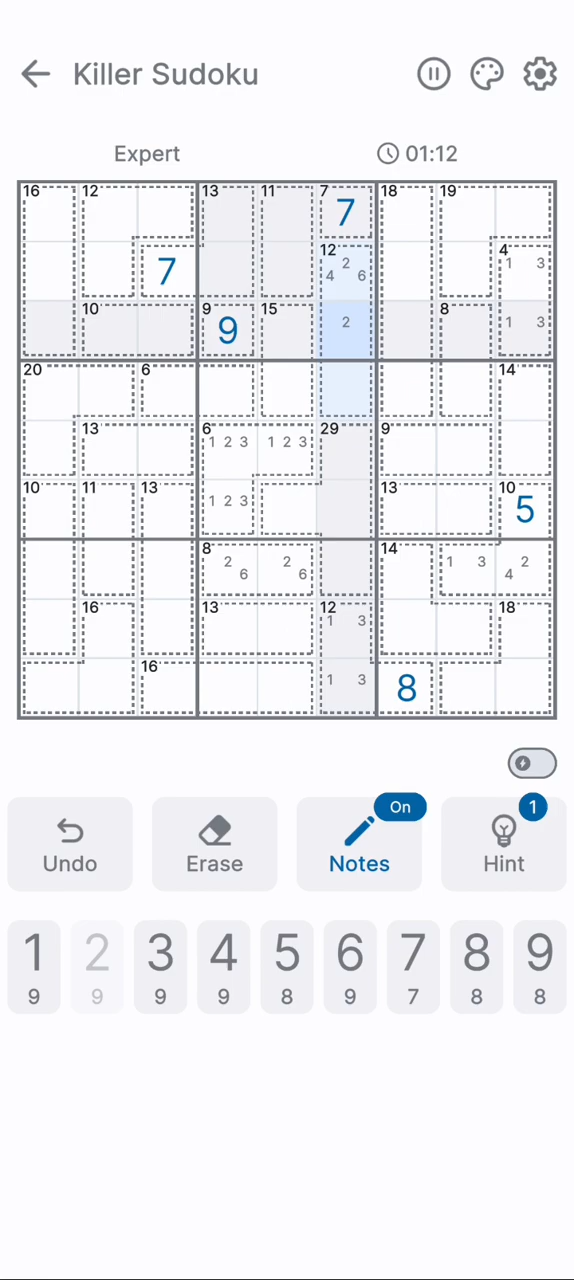 Killer Sudoku
Expert 01:12
16 12 13 11 7 18 19
7
12 4
7 2 1 3
4 6
10 9 15 8
9 2 1 3
20 6 14
13 6 29 9
1 2 3 1 2 3
10 11 13 13 10
1 2 3 5
8 14
2 2 1 3 2
6 6 4
16 13 12 18
1 3
16
1 3 8
On 1
Undo Erase Notes Hint
1 2 3 4 5 6 7 8 9
9 9 9 9 8 9 7 8 8